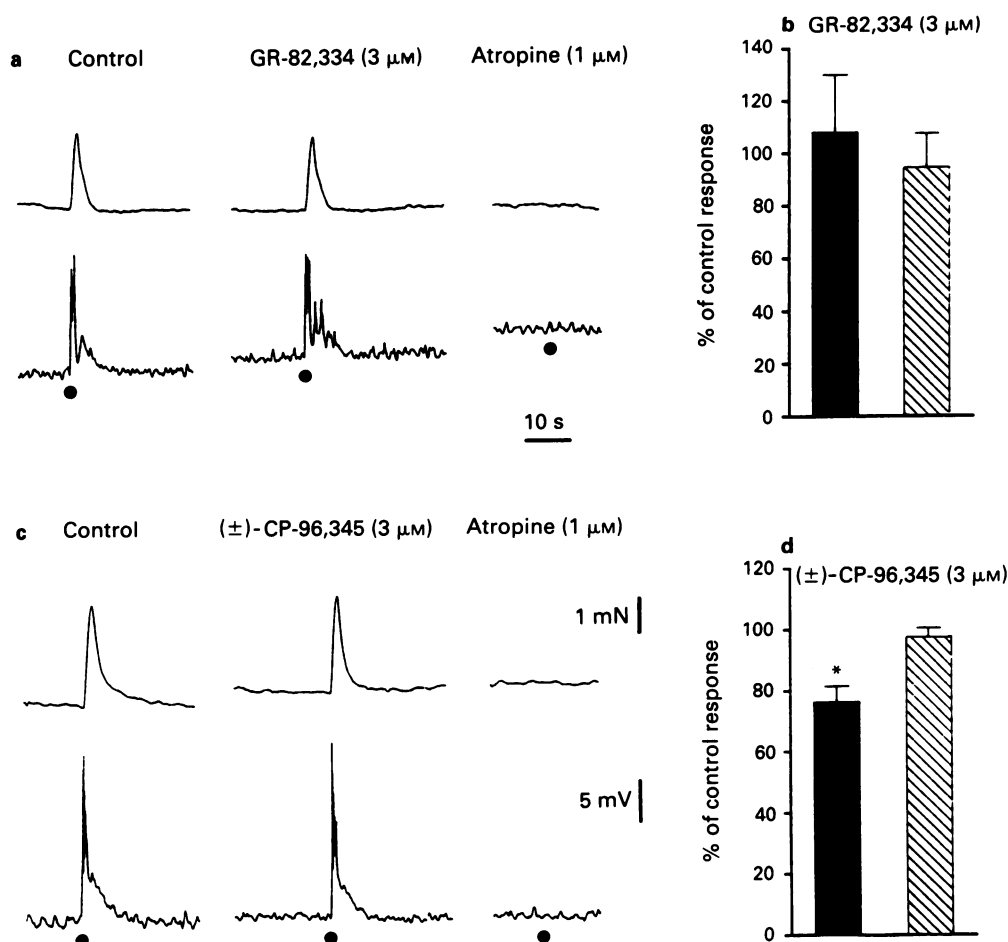 a Control GR-82,334 (3 μM) Atropine (1 μM)
10 s
b GR-82,334 (3 μM)
% of control response
140
120
100
80
60
40
20
0
c Control (±)-CP-96,345 (3 μM) Atropine (1 μM)
1 mN
5 mV
d
(±)-CP-96,345 (3 μM)
% of control response
120
100
80
60
40
20
0
*